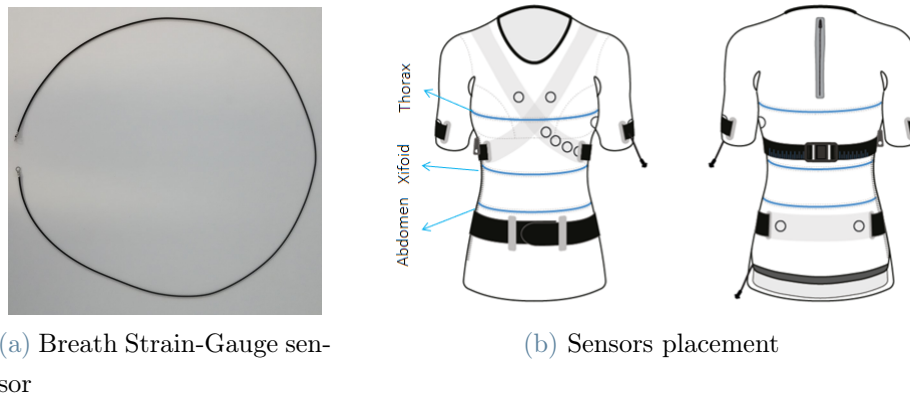 Thorax
Xifoid
Abdomen
(a) Breath Strain-Gauge sen-
sor
(b) Sensors placement